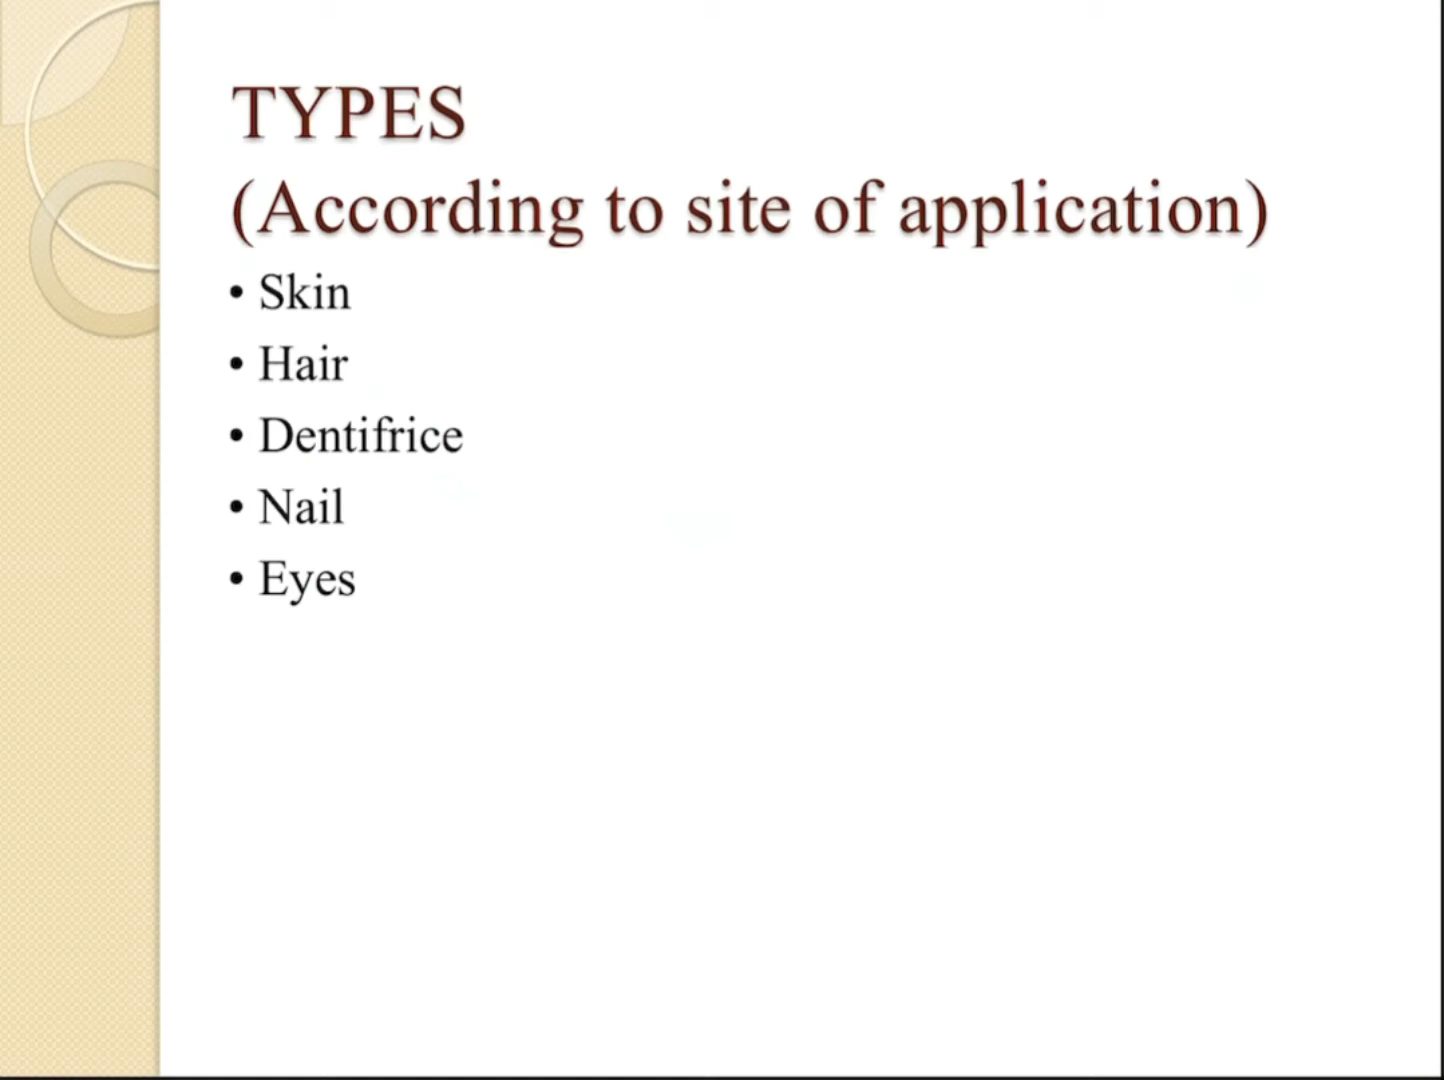 TYPES
(According to site of application)
• Skin
• Hair
• Dentifrice
• Nail
• Eyes